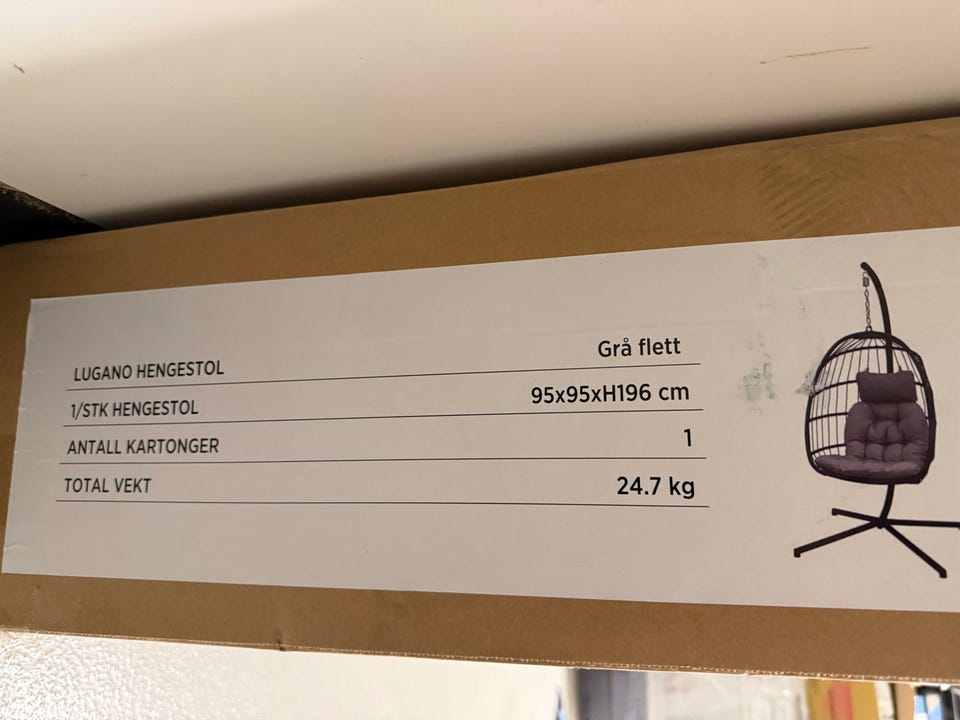 LUGANO HENGESTOL Grå flett
1/STK HENGESTOL 95x95xH196 cm
ANTALL KARTONGER 1
TOTAL VEKT 24.7 kg